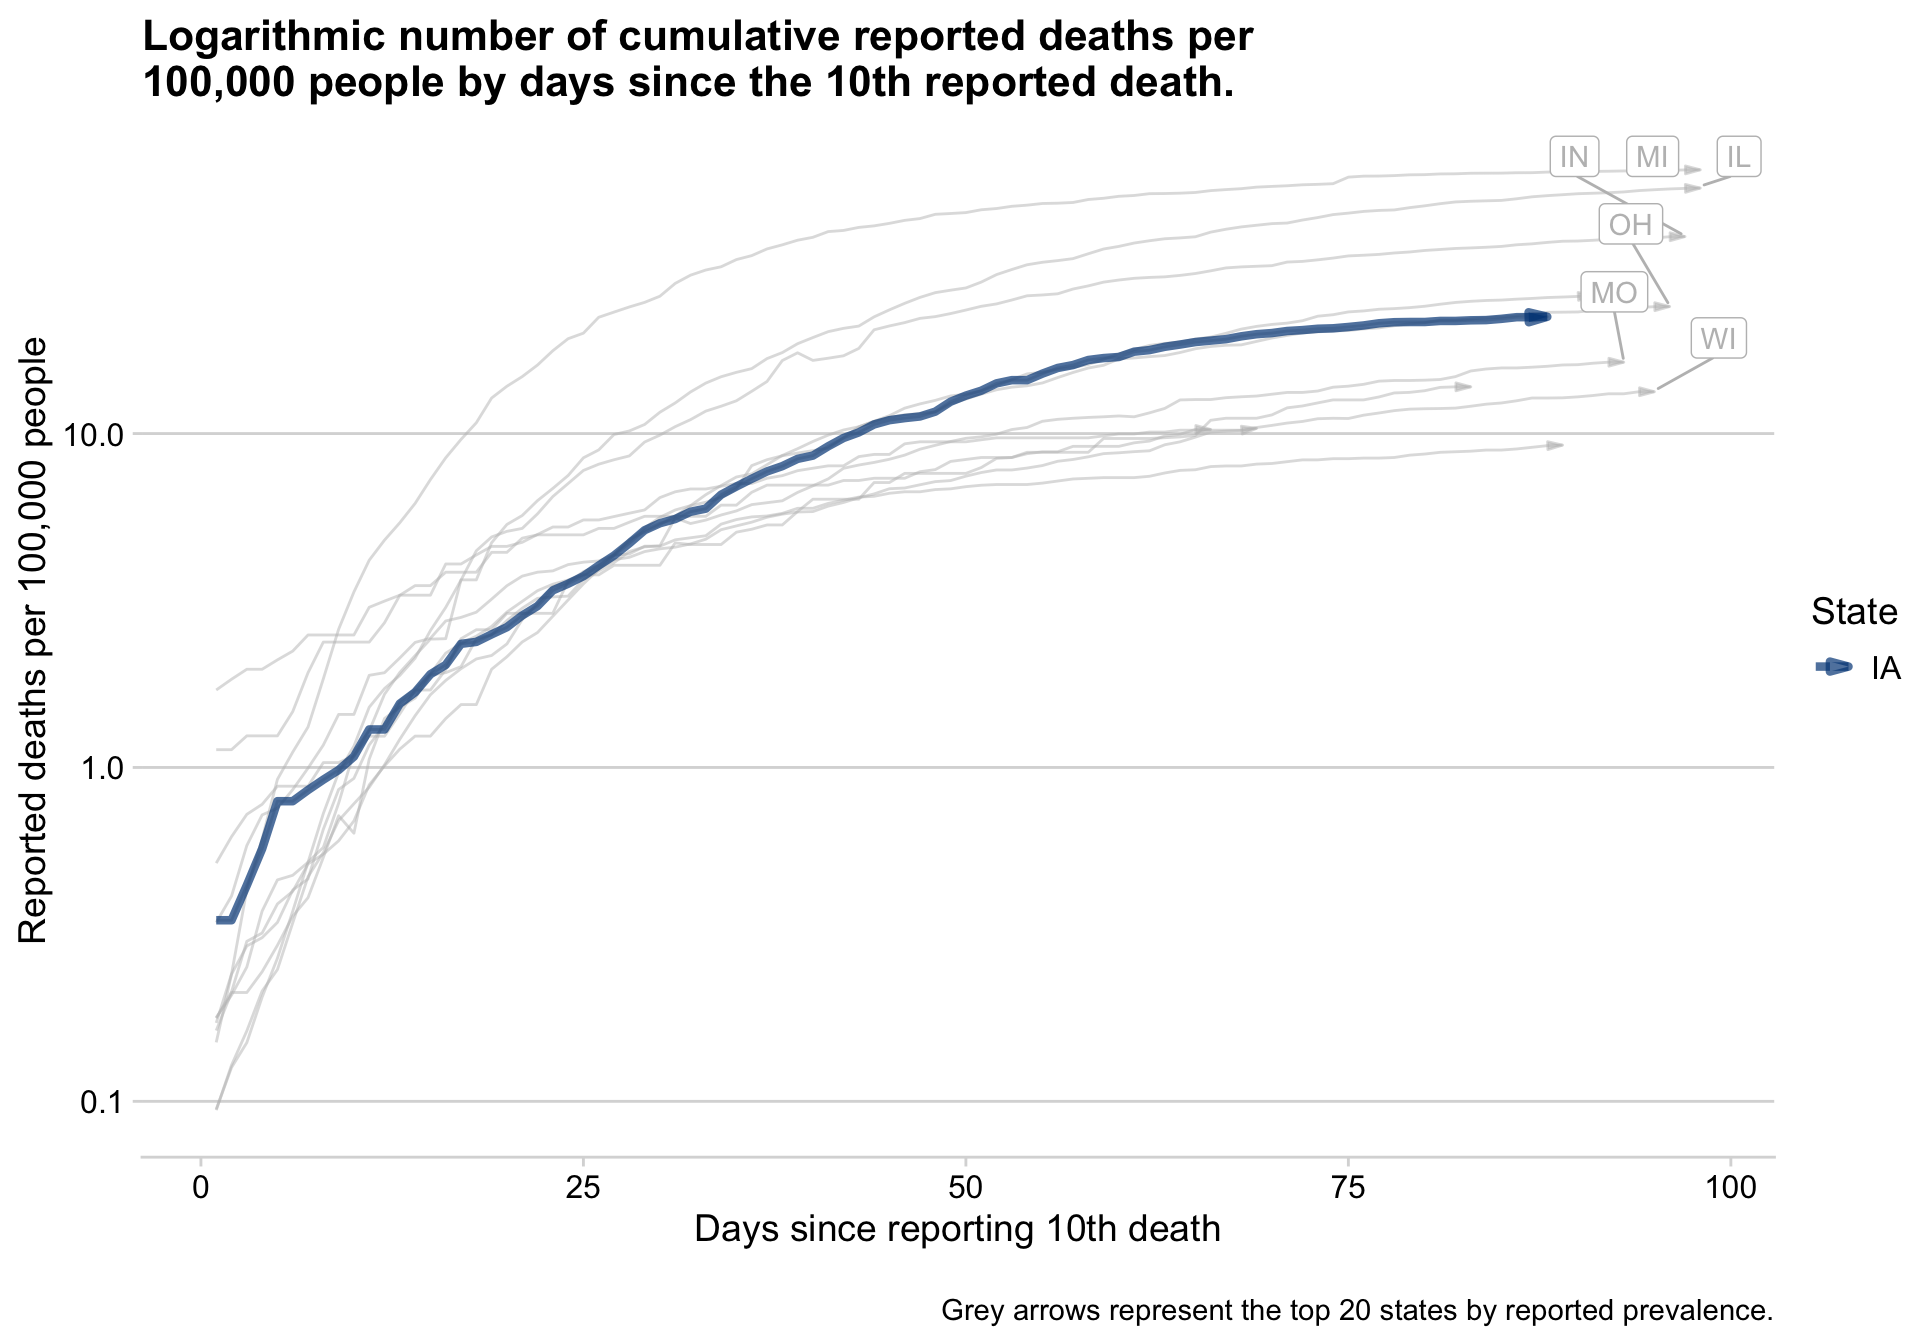 Logarithmic number of cumulative reported deaths per
100,000 people by days since the 10th reported death.
IN
MI
IL
OH
MO
WI
Reported deaths per 100,000 people
10.0
1.0
0.1
State
IA
0
25
50
75
100
Days since reporting 10th death
Grey arrows represent the top 20 states by reported prevalence.